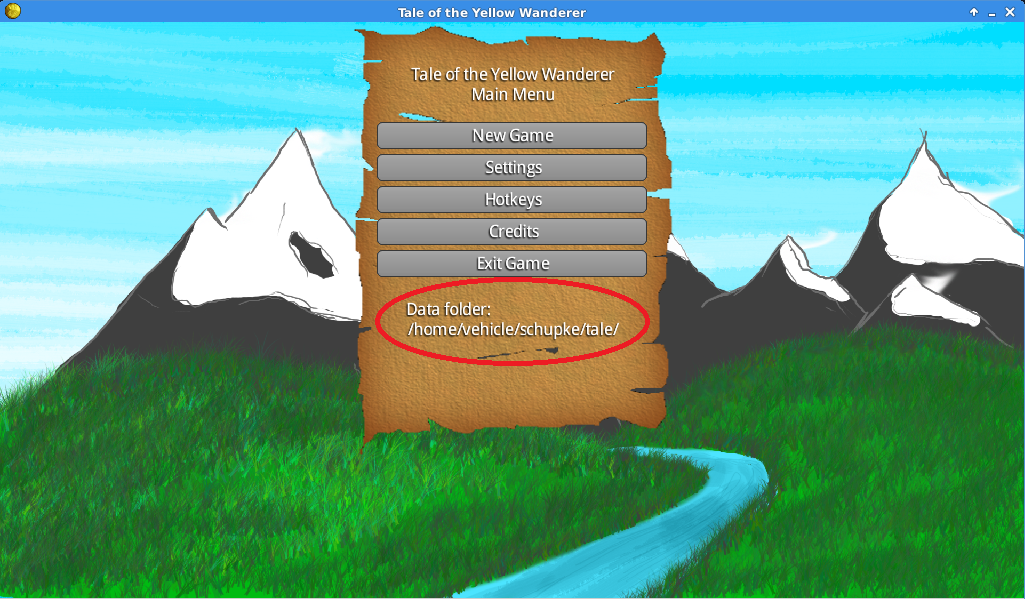 Tale of the Yellow Wanderer
Tale of the Yellow Wanderer
Main Menu
New Game
Settings
Hotkeys
Credits
Exit Game
Data folder:
/home/vehicle/schupke/tale/